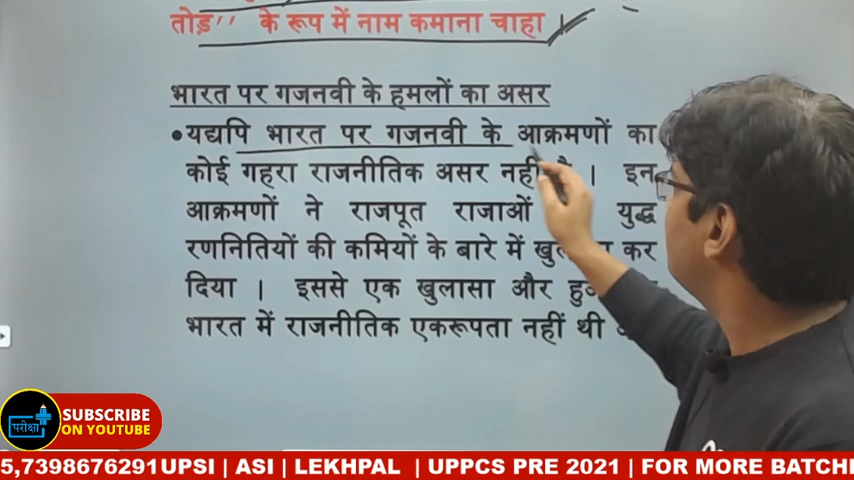 तोड़’’ के रूप में नाम कमाना चाहा।
भारत पर गजनवी के हमलों का असर
•यद्यपि भारत पर गजनवी के आक्रमणों का
कोई गहरा राजनीतिक असर नहीं है । इन
आक्रमणों ने राजपूत राजाओं युद्ध
रणनितियों की कमियों के बारे में कर
दिया । इससे एक खुलासा और
भारत में राजनीतिक एकरूपता नहीं थी
परीक्षा
SUBSCRIBE
ON YOUTUBE
5,7398676291UPSI | ASI | LEKHPAL | UPPCS PRE 2021 | FOR MORE BATCHE